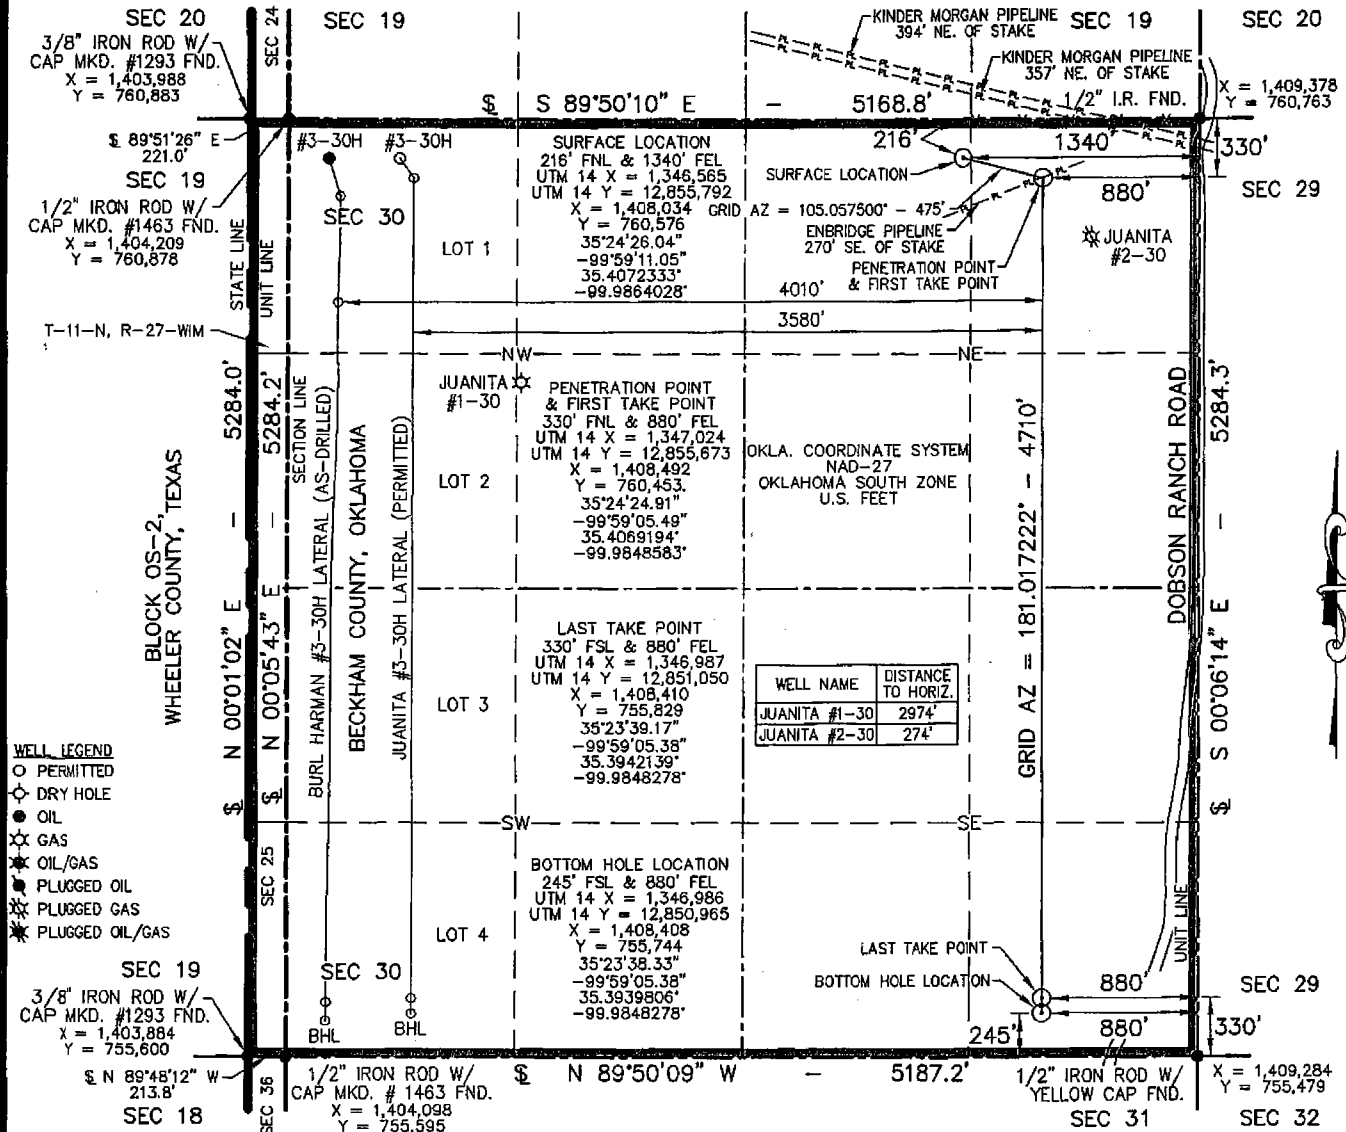 SEC 20
SEC 24
SEC 19
KINDER MORGAN PIPELINE
394' NE. OF STAKE
SEC 19
SEC 20
3/8" IRON ROD W/
CAP MKD. #1293 FND.
X = 1,403,988
Y = 760,883
KINDER MORGAN PIPELINE
357' NE. OF STAKE
1/2" I.R. FND.
X = 1,409,378
Y = 760,763
S 89°50'10" E - 5168.8'
S 89°51'26" E
221.0'
SEC 19
1/2" IRON ROD W/
CAP MKD. #1463 FND.
X = 1,404,209
Y = 760,878
#3-30H
#3-30H
SEC 30
SURFACE LOCATION
216' FNL & 1340' FEL
UTM 14 X = 1,346,565
UTM 14 Y = 12,855,792
X = 1,408,034
Y = 760,576
35°24'26.04"
-99°59'11.05"
35.4072333°
-99.9864028°
216'
1340'
330'
SURFACE LOCATION
880'
SEC 29
GRID AZ = 105.057500° - 475'
ENBRIDGE PIPELINE
270' SE. OF STAKE
PENETRATION POINT
& FIRST TAKE POINT
JUANITA
#2-30
LOT 1
STATE LINE
UNIT LINE
4010'
3580'
T-11-N, R-27-WIM
NW
NE
JUANITA
#1-30
PENETRATION POINT
& FIRST TAKE POINT
330' FNL & 880' FEL
UTM 14 X = 1,347,024
UTM 14 Y = 12,855,673
X = 1,408,492
Y = 760,453.
35°24'24.91"
-99°59'05.49"
35.4069194°
-99.9848583°
LOT 2
OKLA. COORDINATE SYSTEM
NAD-27
OKLAHOMA SOUTH ZONE
U.S. FEET
BLOCK OS-2,
WHEELER COUNTY, TEXAS
N 00°01'02" E - 5284.0'
N 00°05'43" E - 5284.2'
SECTION LINE
BURL HARMAN #3-30H LATERAL (AS-DRILLED)
BECKHAM COUNTY, OKLAHOMA
JUANITA #3-30H LATERAL (PERMITTED)
GRID AZ = 181.017222° - 4710'
DOBSON RANCH ROAD
S 00°06'14" E - 5284.3'
LAST TAKE POINT
330' FSL & 880' FEL
UTM 14 X = 1,346,987
UTM 14 Y = 12,851,050
X = 1,408,410
Y = 755,829
35°23'39.17"
-99°59'05.38"
35.3942139°
-99.9848278°
LOT 3
WELL NAME DISTANCE TO HORIZ.
JUANITA #1-30 2974'
JUANITA #2-30 274'
WELL LEGEND
PERMITTED
DRY HOLE
OIL
GAS
OIL/GAS
PLUGGED OIL
PLUGGED GAS
PLUGGED OIL/GAS
SW
SE
SEC 25
BOTTOM HOLE LOCATION
245' FSL & 880' FEL
UTM 14 X = 1,346,986
UTM 14 Y = 12,850,965
X = 1,408,408
Y = 755,744
35°23'38.33"
-99°59'05.38"
35.3939806°
-99.9848278°
LOT 4
UNIT LINE
LAST TAKE POINT
BOTTOM HOLE LOCATION
SEC 19
SEC 30
880'
SEC 29
3/8" IRON ROD W/
CAP MKD. #1293 FND.
X = 1,403,884
Y = 755,600
BHL
BHL
245'
880'
330'
S N 89°48'12" W
213.8'
SEC 18
SEC 36
1/2" IRON ROD W/
CAP MKD. # 1463 FND.
X = 1,404,098
Y = 755,595
N 89°50'09" W - 5187.2'
1/2" IRON ROD W/
YELLOW CAP FND.
X = 1,409,284
Y = 755,479
SEC 31
SEC 32